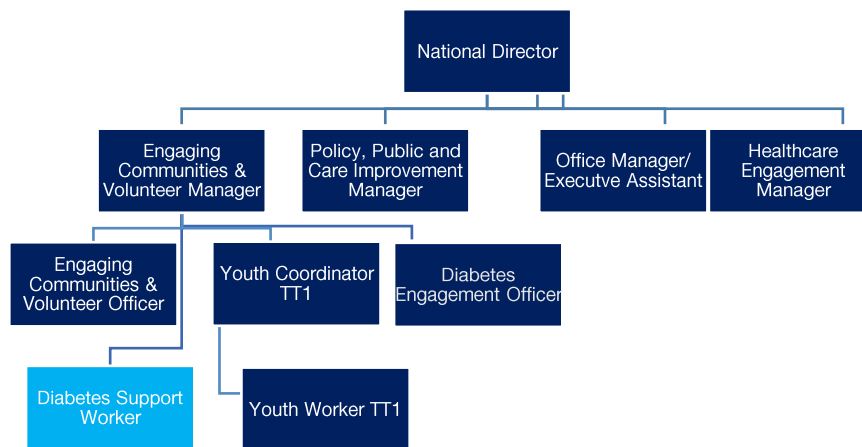 National Director
Engaging
Communities &
Volunteer Manager
Policy, Public and
Care Improvement
Manager
Office Manager/
Executve Assistant
Healthcare
Engagement
Manager
Engaging
Communities &
Volunteer Officer
Youth Coordinator
TT1
Diabetes
Engagement Officer
Diabetes Support
Worker
Youth Worker TT1